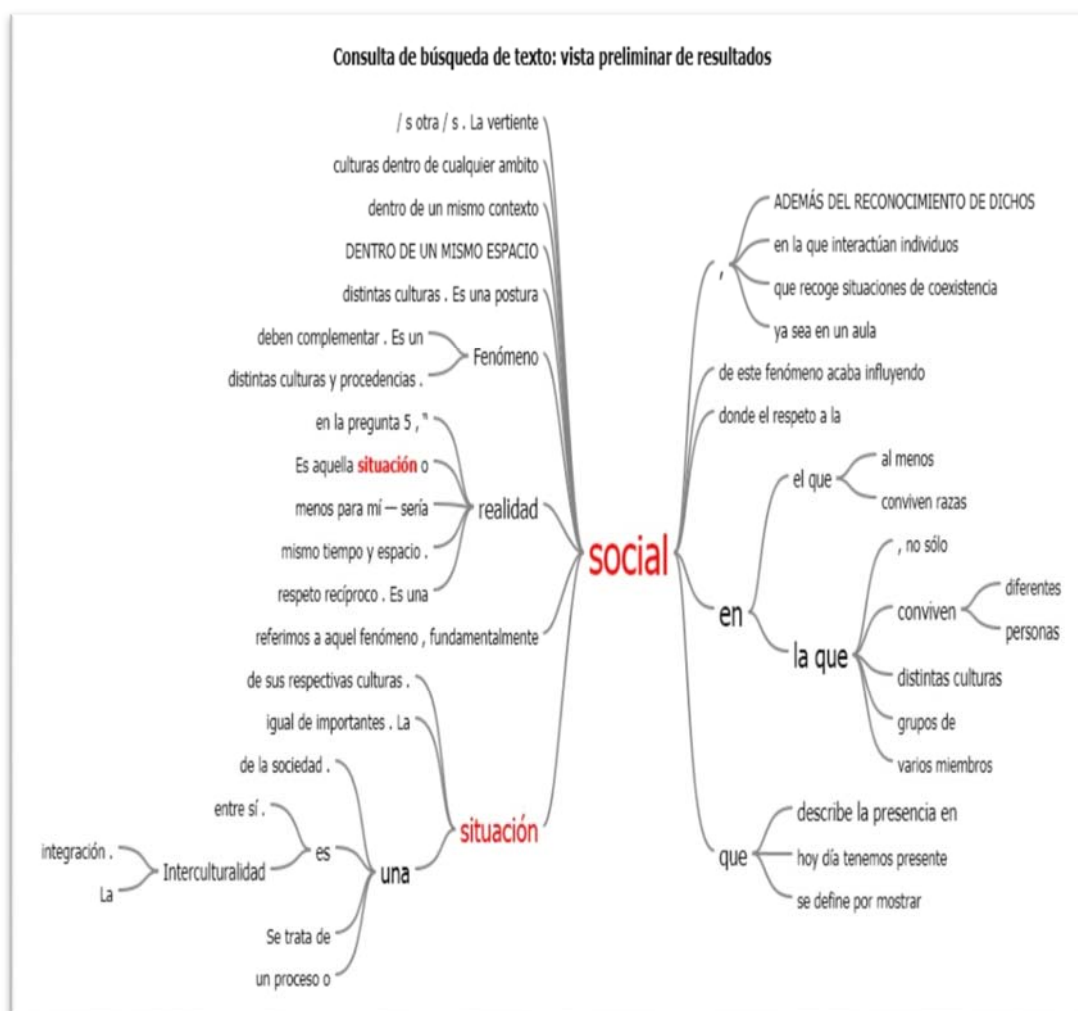 Consulta de búsqueda de texto: vista preliminar de resultados
/ s otra / s . La vertiente
culturas dentro de cualquier ambito
dentro de un mismo contexto
DENTRO DE UN MISMO ESPACIO
distintas culturas . Es una postura
deben complementar . Es un
distintas culturas y procedencias .
Fenómeno
en la pregunta 5 , "
Es aquella situación o
menos para mí — sería
mismo tiempo y espacio .
respeto recíproco . Es una
realidad
referimos a aquel fenómeno , fundamentalmente
de sus respectivas culturas .
igual de importantes . La
de la sociedad .
entre sí .
integración .
La
Interculturalidad
es
Se trata de
un proceso o
una
situación
social
,
ADEMÁS DEL RECONOCIMIENTO DE DICHOS
en la que interactúan individuos
que recoge situaciones de coexistencia
ya sea en un aula
de este fenómeno acaba influyendo
donde el respeto a la
en
el que
al menos
conviven razas
la que
, no sólo
conviven
diferentes
personas
distintas culturas
grupos de
varios miembros
que
describe la presencia en
hoy día tenemos presente
se define por mostrar